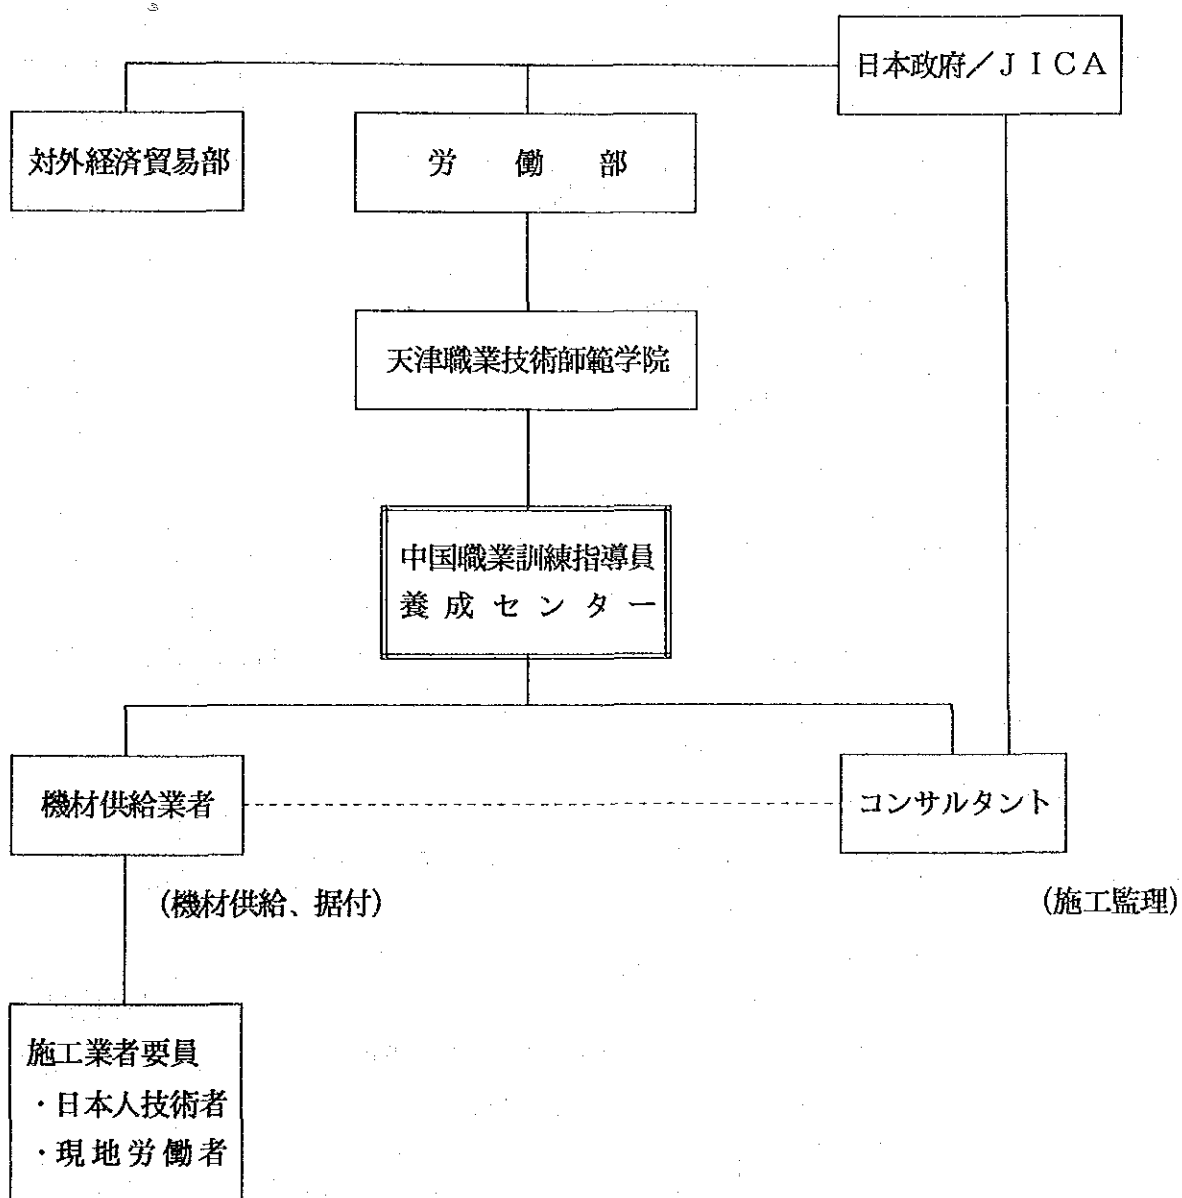 日本政府／ＪＩＣＡ
対外経済貿易部
労働部
天津職業技術師範学院
中国職業訓練指導員
養成センター
機材供給業者
コンサルタント
(機材供給、据付)
(施工監理)
施工業者要員
・日本人技術者
・現地労働者